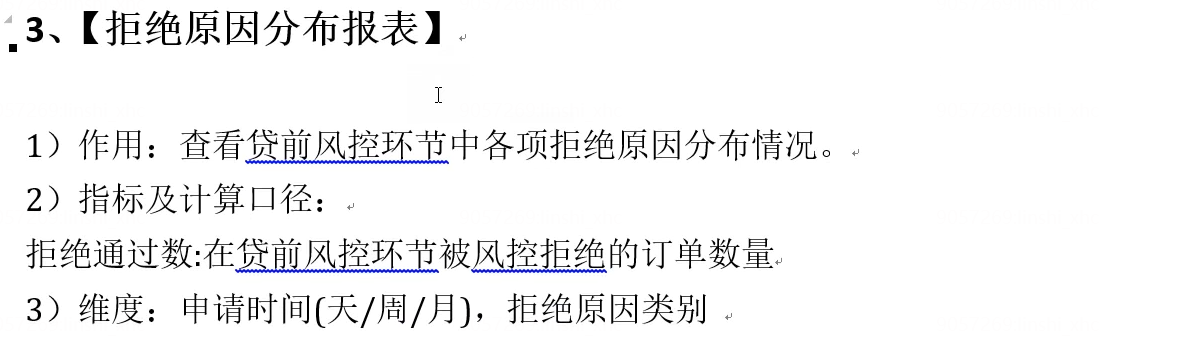 3、【拒绝原因分布报表】
1）作用：查看贷前风控环节中各项拒绝原因分布情况。
2）指标及计算口径：
拒绝通过数:在贷前风控环节被风控拒绝的订单数量
3）维度：申请时间(天/周/月)，拒绝原因类别